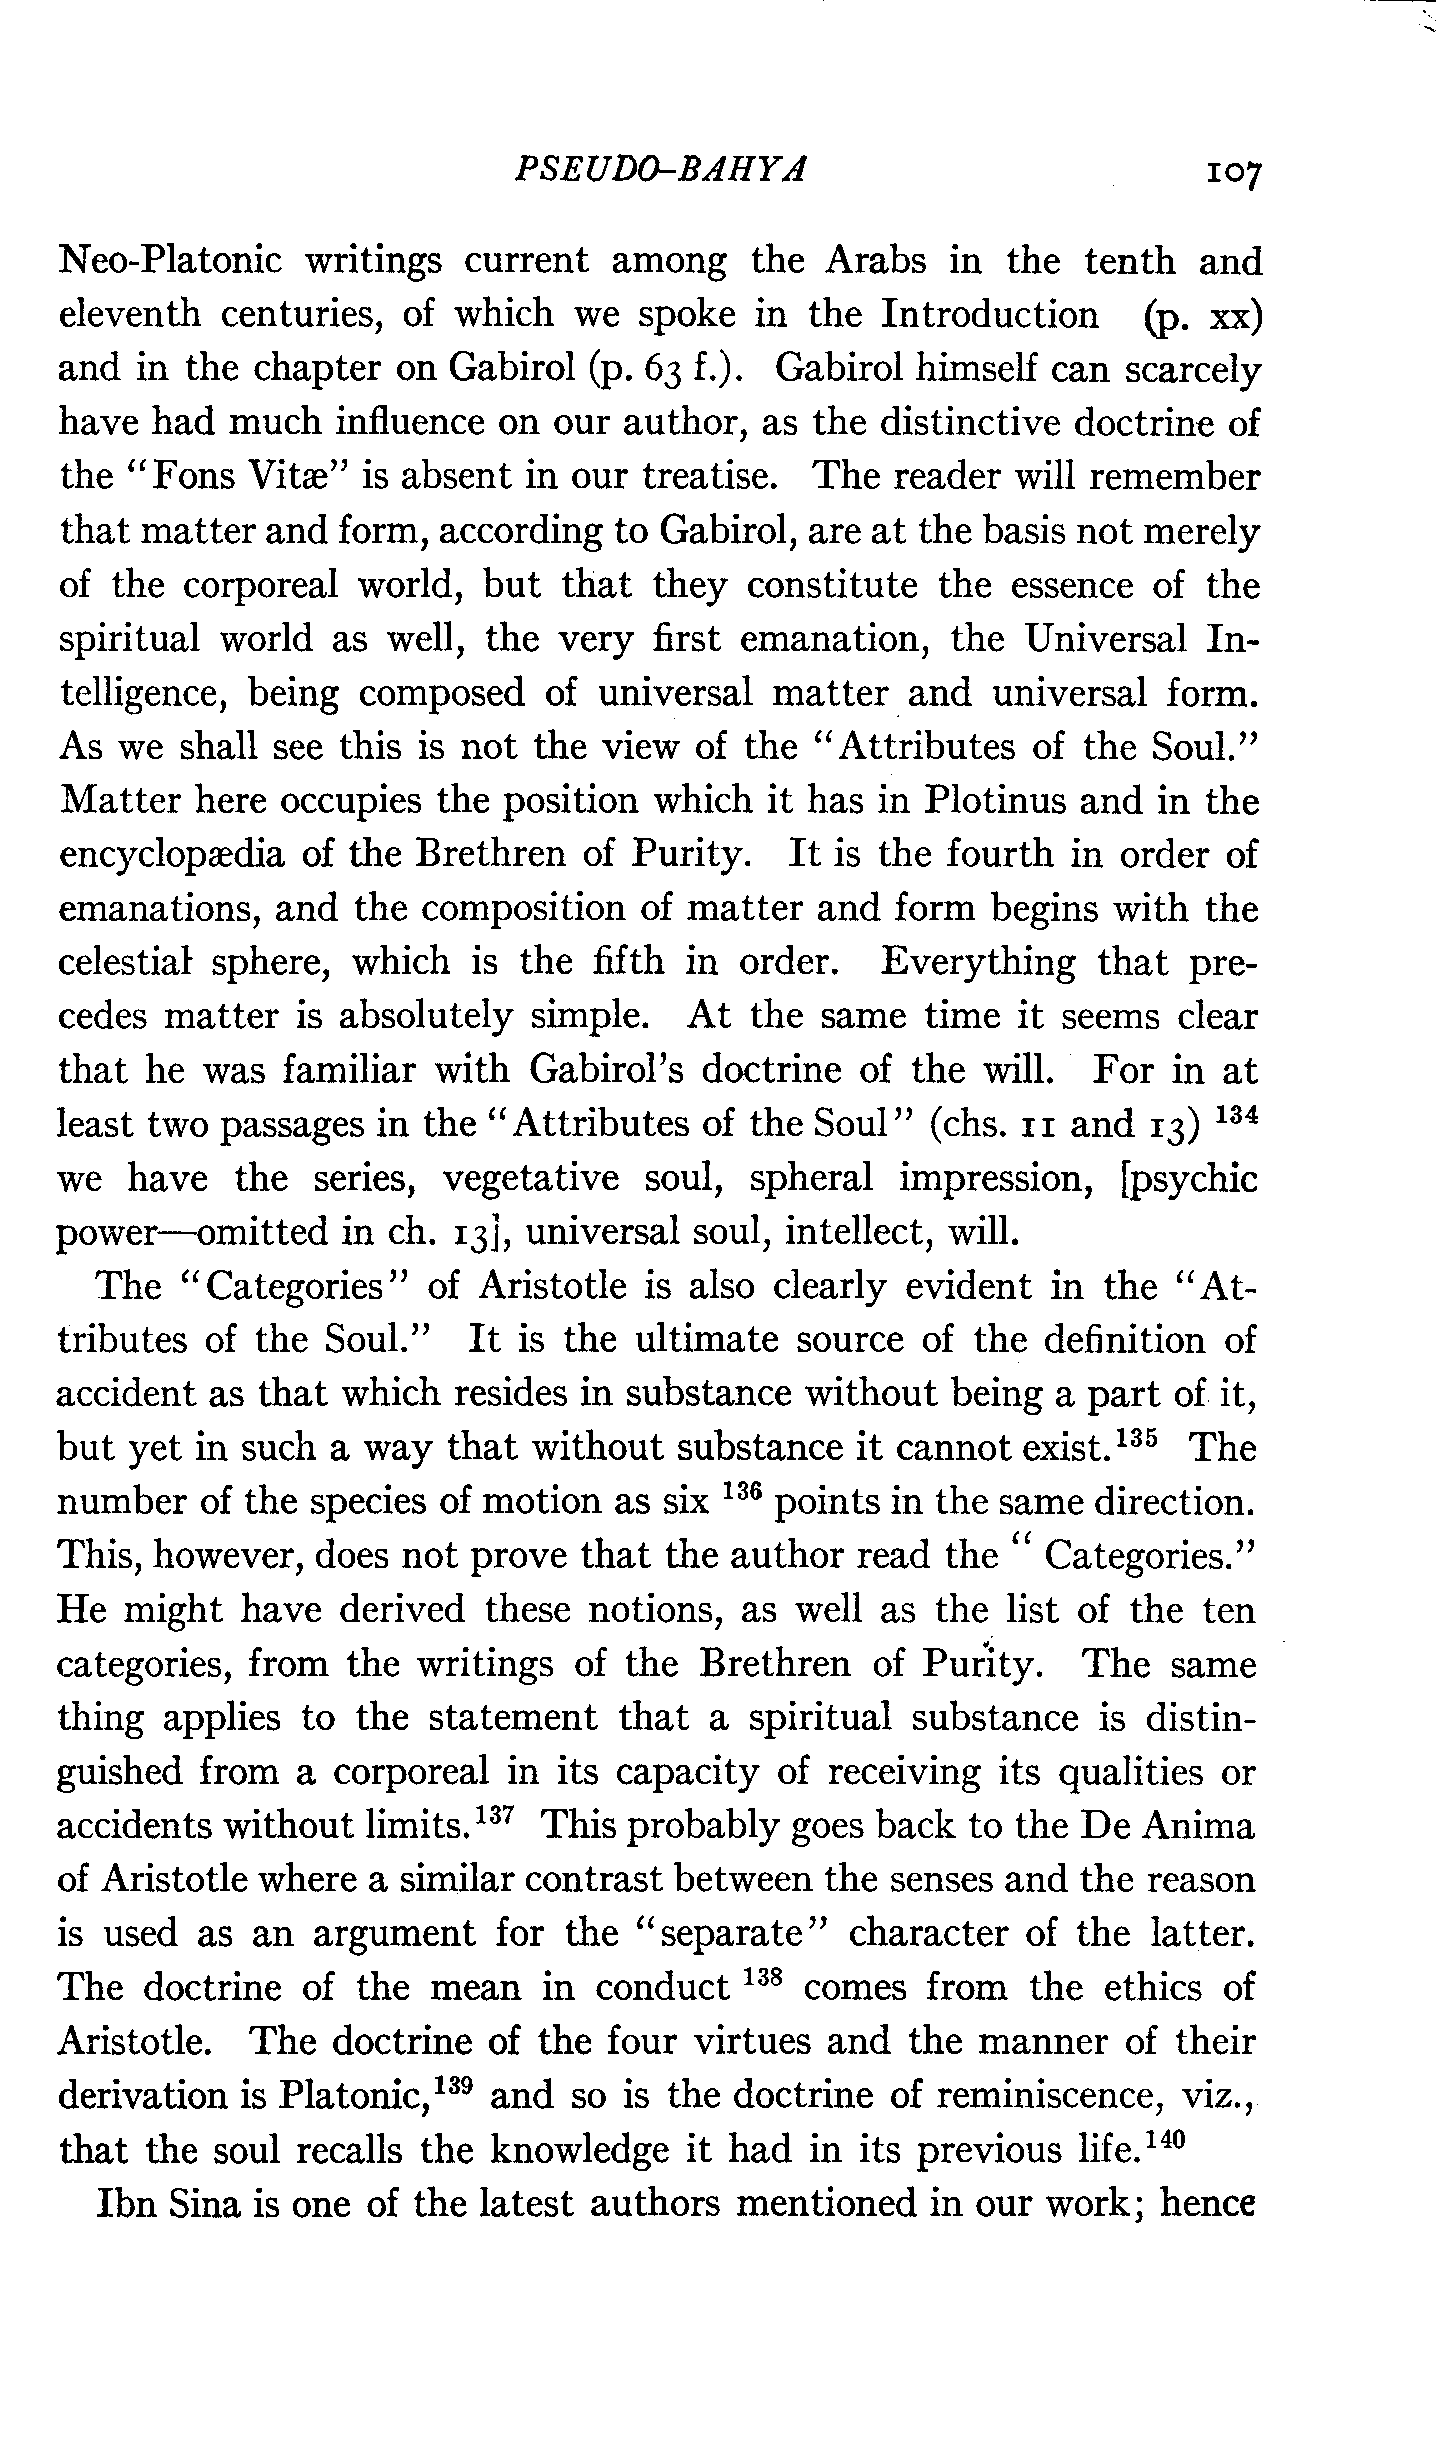 PSEUDO-BAHYA 107
Neo-Platonic writings current among the Arabs in the tenth and
eleventh centuries, of which we spoke in the Introduction (p. xx)
and in the chapter on Gabirol (p. 63 f.). Gabirol himself can scarcely
have had much influence on our author, as the distinctive doctrine of
the “Fons Vitæ” is absent in our treatise. The reader will remember
that matter and form, according to Gabirol, are at the basis not merely
of the corporeal world, but that they constitute the essence of the
spiritual world as well, the very first emanation, the Universal In-
telligence, being composed of universal matter and universal form.
As we shall see this is not the view of the “Attributes of the Soul.”
Matter here occupies the position which it has in Plotinus and in the
encyclopædia of the Brethren of Purity. It is the fourth in order of
emanations, and the composition of matter and form begins with the
celestial sphere, which is the fifth in order. Everything that pre-
cedes matter is absolutely simple. At the same time it seems clear
that he was familiar with Gabirol’s doctrine of the will. For in at
least two passages in the “Attributes of the Soul” (chs. 11 and 13) ¹³⁴
we have the series, vegetative soul, spheral impression, [psychic
power—omitted in ch. 13], universal soul, intellect, will.
The “Categories” of Aristotle is also clearly evident in the “At-
tributes of the Soul.” It is the ultimate source of the definition of
accident as that which resides in substance without being a part of it,
but yet in such a way that without substance it cannot exist.¹³⁵ The
number of the species of motion as six ¹³⁶ points in the same direction.
This, however, does not prove that the author read the “ Categories.”
He might have derived these notions, as well as the list of the ten
categories, from the writings of the Brethren of Purity. The same
thing applies to the statement that a spiritual substance is distin-
guished from a corporeal in its capacity of receiving its qualities or
accidents without limits.¹³⁷ This probably goes back to the De Anima
of Aristotle where a similar contrast between the senses and the reason
is used as an argument for the “separate” character of the latter.
The doctrine of the mean in conduct ¹³⁸ comes from the ethics of
Aristotle. The doctrine of the four virtues and the manner of their
derivation is Platonic,¹³⁹ and so is the doctrine of reminiscence, viz.,
that the soul recalls the knowledge it had in its previous life.¹⁴⁰
Ibn Sina is one of the latest authors mentioned in our work; hence